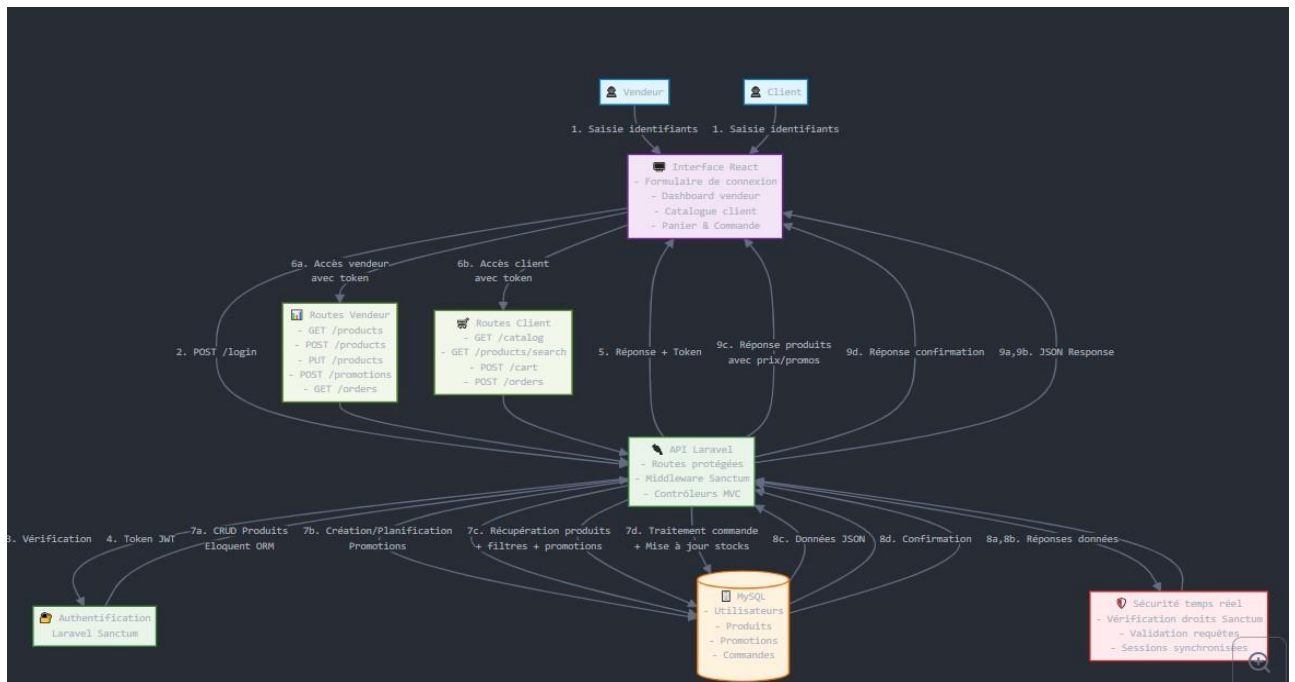 Vendeur
Client
1. Saisie identifiants
1. Saisie identifiants
Interface React
- Formulaire de connexion
- Dashboard vendeur
- Catalogue client
- Panier & Commande
6a. Accès vendeur
avec token
6b. Accès client
avec token
Routes Vendeur
- GET /products
- POST /products
- PUT /products
- POST /promotions
- GET /orders
Routes Client
- GET /catalog
- GET /products/search
- POST /cart
- POST /orders
2. POST /login
5. Réponse + Token
9c. Réponse produits
avec prix/promos
9d. Réponse confirmation
9a,9b. JSON Response
API Laravel
- Routes protégées
- Middleware Sanctum
- Contrôleurs MVC
3. Vérification
4. Token JWT
7a. CRUD Produits
Eloquent ORM
7b. Création/Planification
Promotions
7c. Récupération produits
+ filtres + promotions
7d. Traitement commande
+ Mise à jour stocks
8c. Données JSON
8d. Confirmation
8a,8b. Réponses données
Authentification
Laravel Sanctum
MySQL
- Utilisateurs
- Produits
- Promotions
- Commandes
Sécurité temps réel
- Vérification droits Sanctum
- Validation requêtes
- Sessions synchronisées